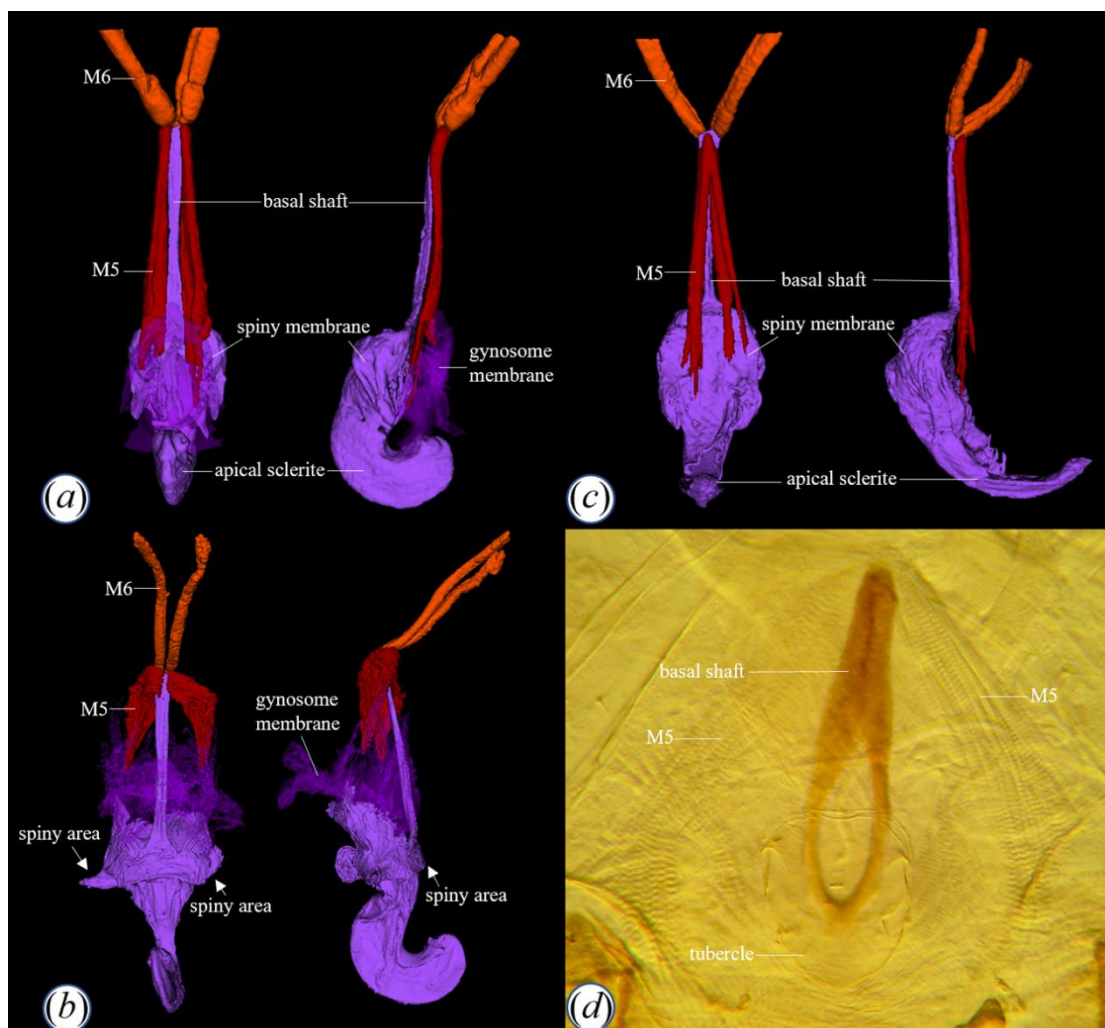 M6
basal shaft
M5
spiny membrane
gynosome
membrane
apical sclerite
(a)
M6
M5
basal shaft
spiny membrane
apical sclerite
(c)
M6
M5
gynosome
membrane
spiny area
spiny area
spiny area
(b)
basal shaft
M5
M5
tubercle
(d)